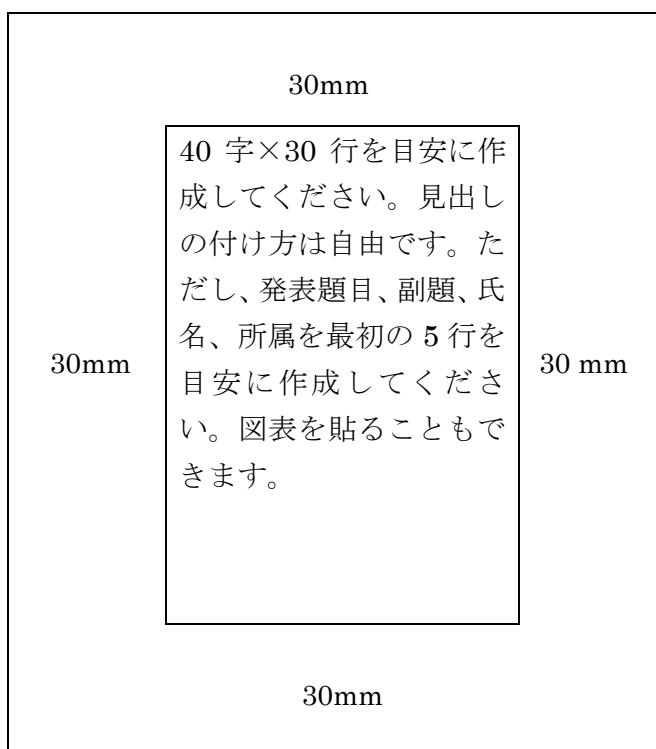 30mm
40 字×30 行を目安に作
成してください。見出し
の付け方は自由です。た
だし、発表題目、副題、氏
名、所属を最初の 5 行を
目安に作成してくださ
い。図表を貼ることもで
きます。
30mm
30 mm
30mm